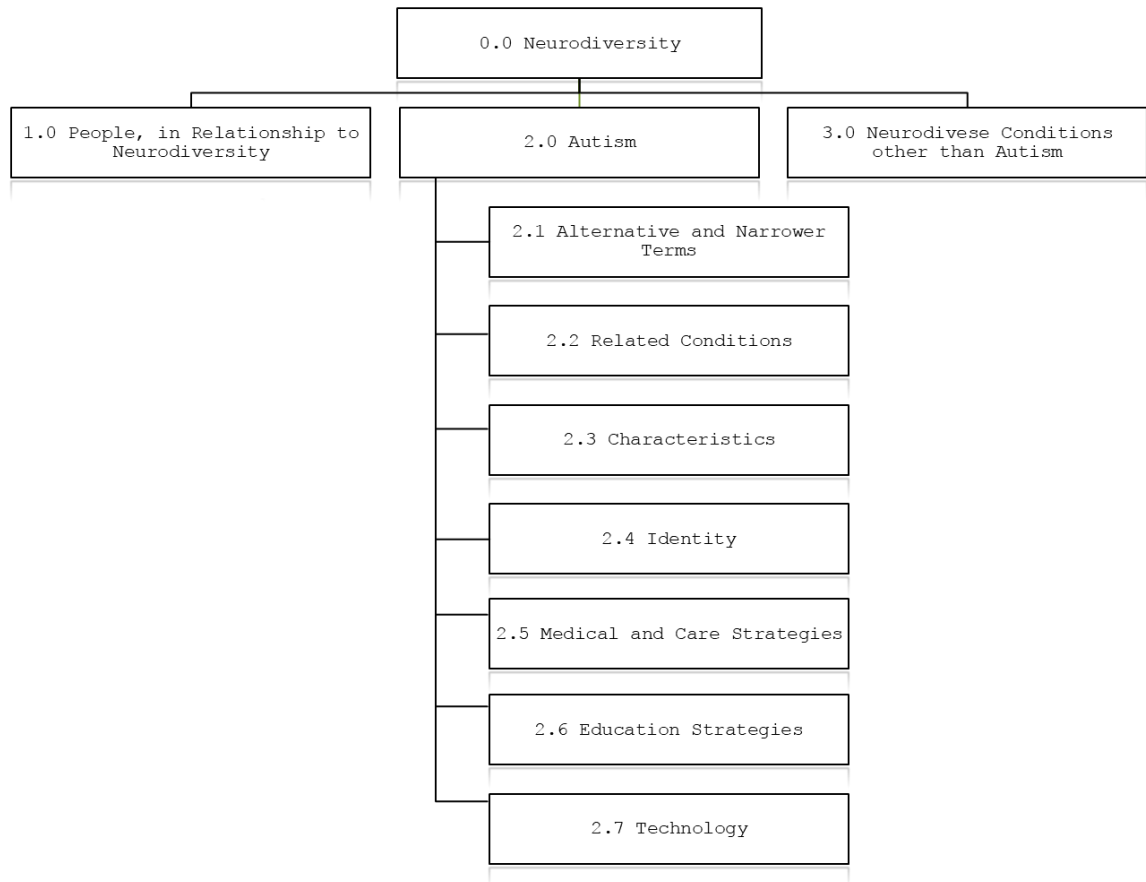 0.0 Neurodiversity
1.0 People, in Relationship to
Neurodiversity
2.0 Autism
3.0 Neurodivese Conditions
other than Autism
2.1 Alternative and Narrower
Terms
2.2 Related Conditions
2.3 Characteristics
2.4 Identity
2.5 Medical and Care Strategies
2.6 Education Strategies
2.7 Technology